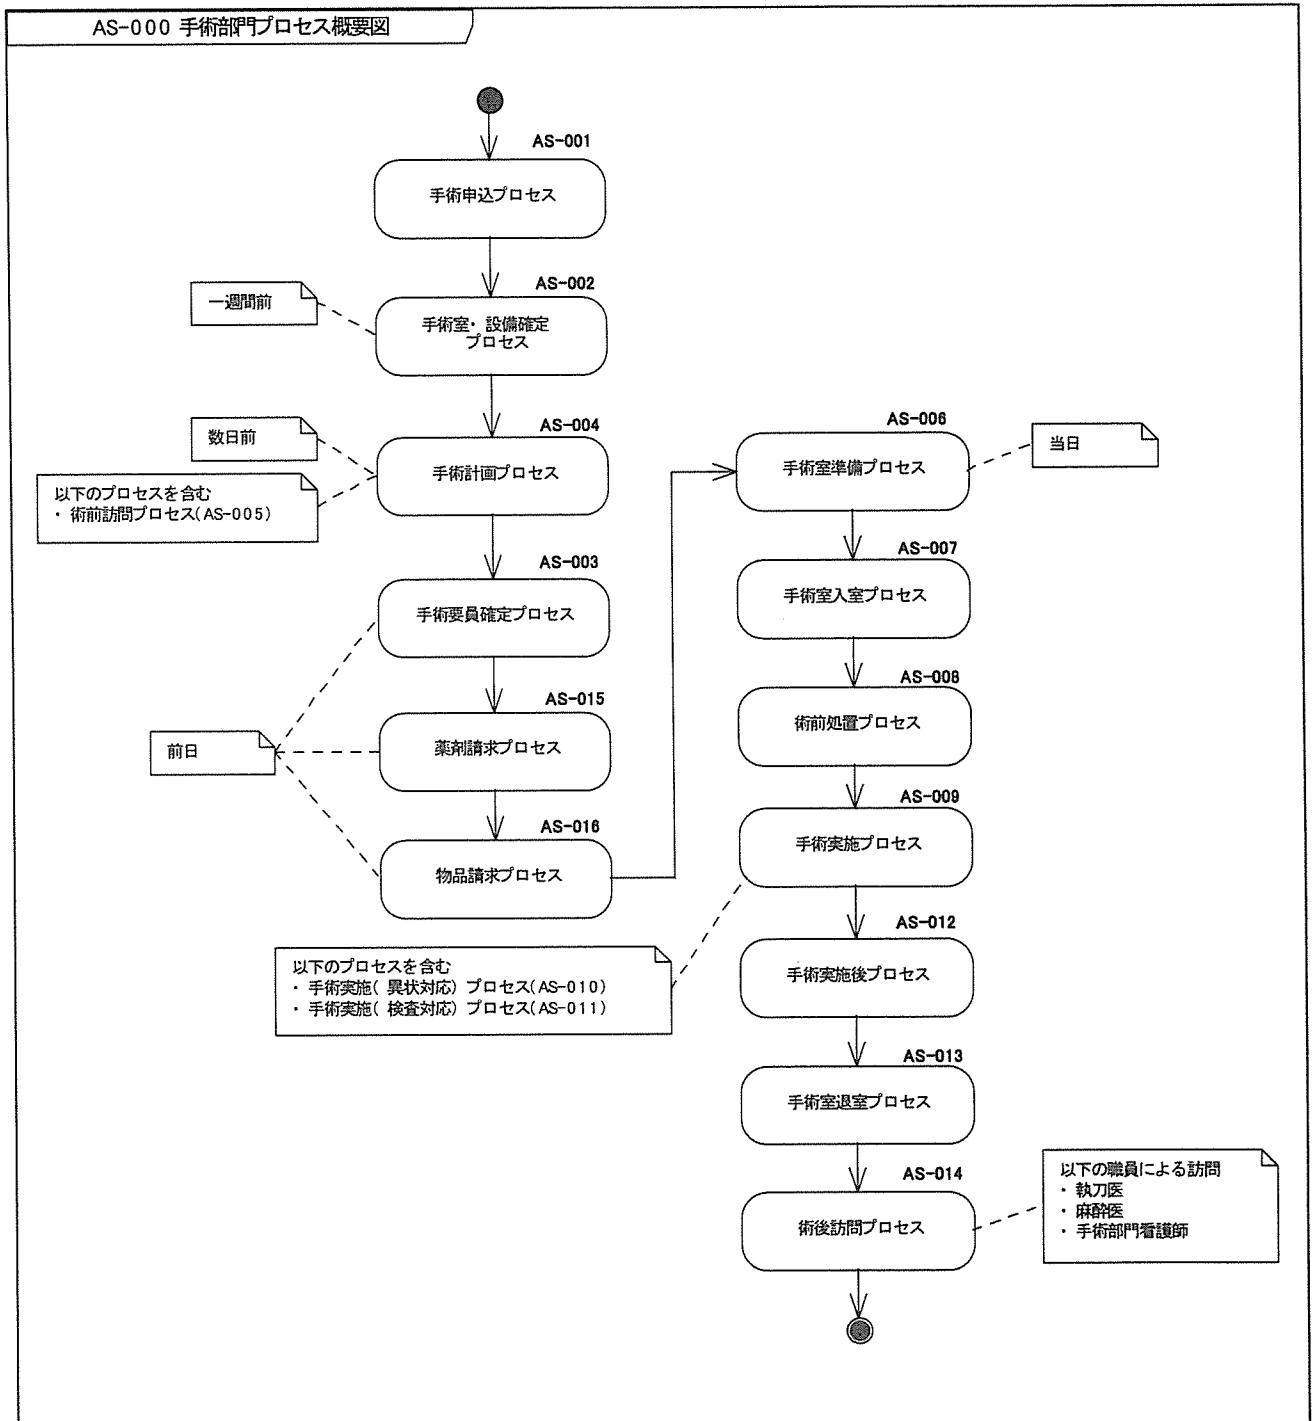 AS-000 手術部門プロセス概要図
AS-001
手術申込プロセス
AS-002
一週間前
手術室・設備確定
プロセス
AS-004
数日前
手術計画プロセス
以下のプロセスを含む
・術前訪問プロセス(AS-005)
AS-003
手術要員確定プロセス
AS-015
前日
薬剤請求プロセス
AS-016
物品請求プロセス
AS-006
手術室準備プロセス
当日
AS-007
手術室入室プロセス
AS-008
術前処置プロセス
AS-009
手術実施プロセス
以下のプロセスを含む
・手術実施(異状対応)プロセス(AS-010)
・手術実施(検査対応)プロセス(AS-011)
AS-012
手術実施後プロセス
AS-013
手術室退室プロセス
AS-014
術後訪問プロセス
以下の職員による訪問
・執刀医
・麻酔医
・手術部門看護師